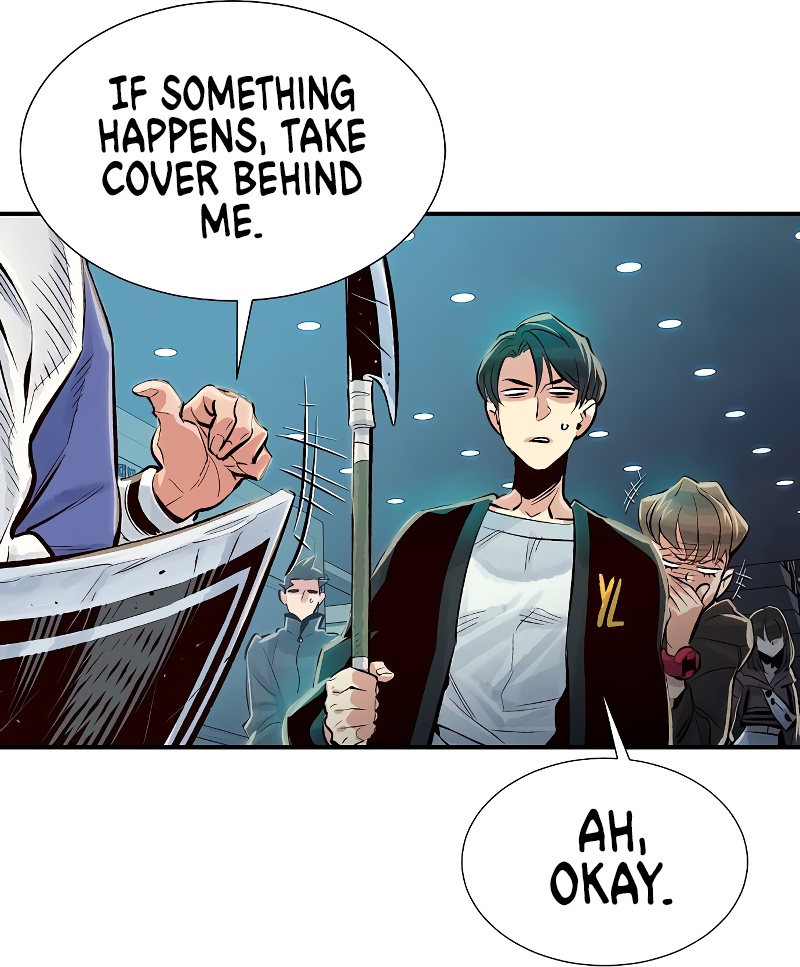 IF SOMETHING
HAPPENS, TAKE
COVER BEHIND
ME.
YL
AH,
OKAY.